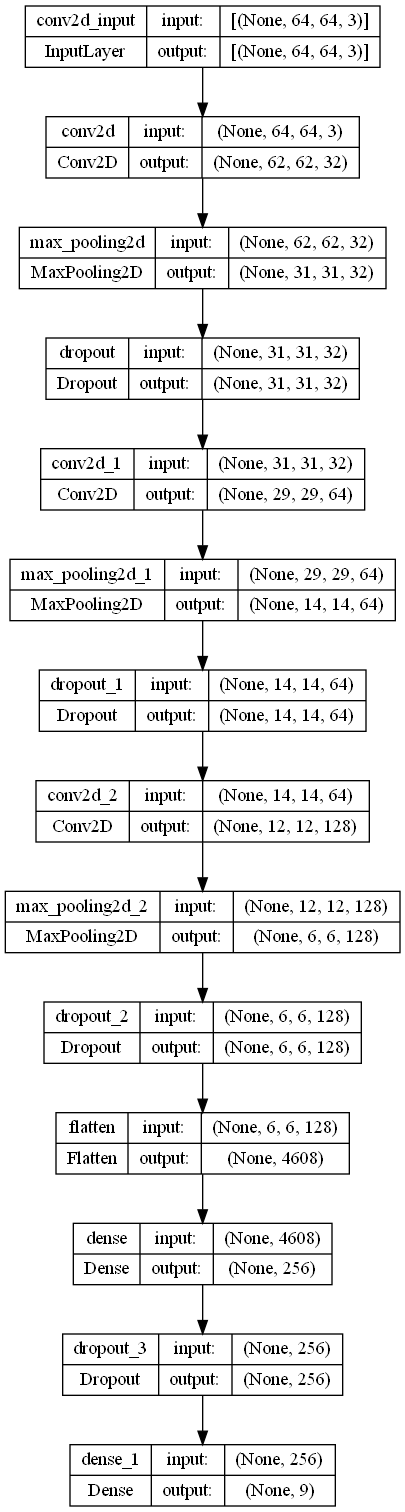 conv2d_input input: [(None, 64, 64, 3)]
InputLayer output: [(None, 64, 64, 3)]
conv2d input: (None, 64, 64, 3)
Conv2D output: (None, 62, 62, 32)
max_pooling2d input: (None, 62, 62, 32)
MaxPooling2D output: (None, 31, 31, 32)
dropout input: (None, 31, 31, 32)
Dropout output: (None, 31, 31, 32)
conv2d_1 input: (None, 31, 31, 32)
Conv2D output: (None, 29, 29, 64)
max_pooling2d_1 input: (None, 29, 29, 64)
MaxPooling2D output: (None, 14, 14, 64)
dropout_1 input: (None, 14, 14, 64)
Dropout output: (None, 14, 14, 64)
conv2d_2 input: (None, 14, 14, 64)
Conv2D output: (None, 12, 12, 128)
max_pooling2d_2 input: (None, 12, 12, 128)
MaxPooling2D output: (None, 6, 6, 128)
dropout_2 input: (None, 6, 6, 128)
Dropout output: (None, 6, 6, 128)
flatten input: (None, 6, 6, 128)
Flatten output: (None, 4608)
dense input: (None, 4608)
Dense output: (None, 256)
dropout_3 input: (None, 256)
Dropout output: (None, 256)
dense_1 input: (None, 256)
Dense output: (None, 9)